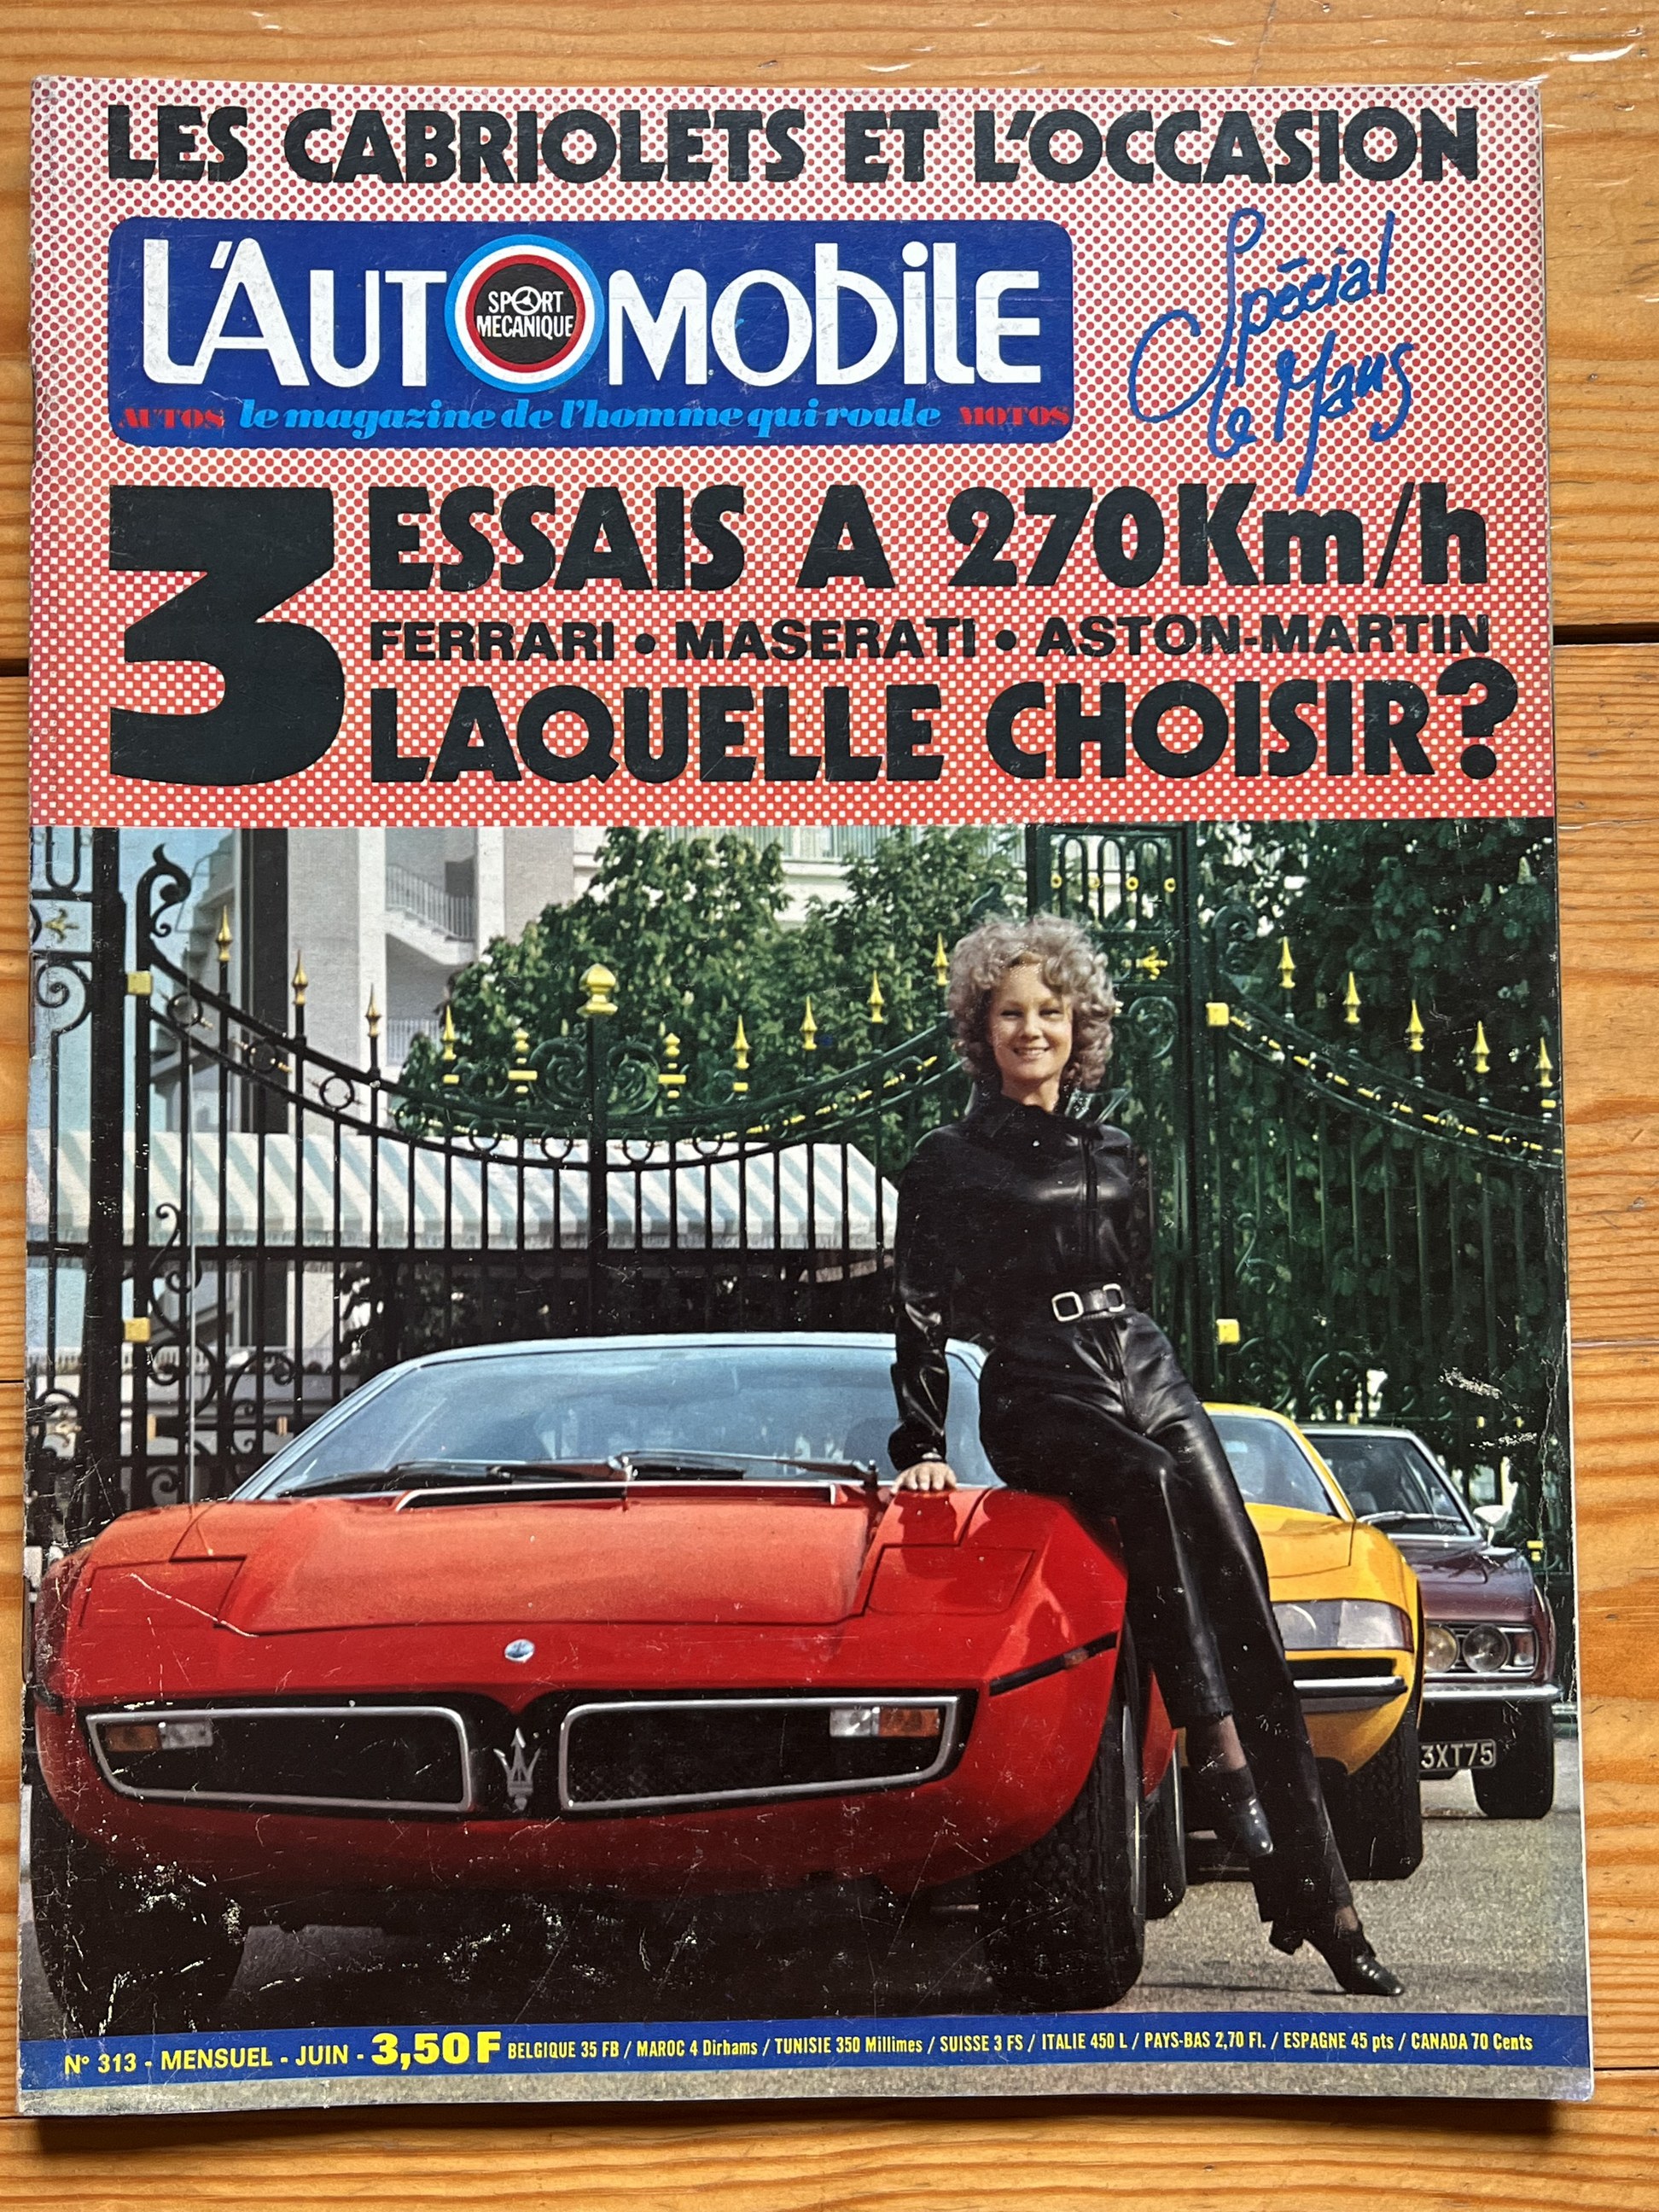 LES CABRIOLETS ET L'OCCASION
L'AUTOMOBILE
SPORT
MECANIQUE
AUTOS le magazine de l'homme qui roule MOTOS
Spécial
le Mans
3 ESSAIS A 270Km/h
FERRARI • MASERATI • ASTON-MARTIN
LAQUELLE CHOISIR?
3XT75
N° 313 - MENSUEL - JUIN - 3,50 F BELGIQUE 35 FB / MAROC 4 Dirhams / TUNISIE 350 Millimes / SUISSE 3 FS / ITALIE 450 L / PAYS-BAS 2,70 Fl. / ESPAGNE 45 pts / CANADA 70 Cents